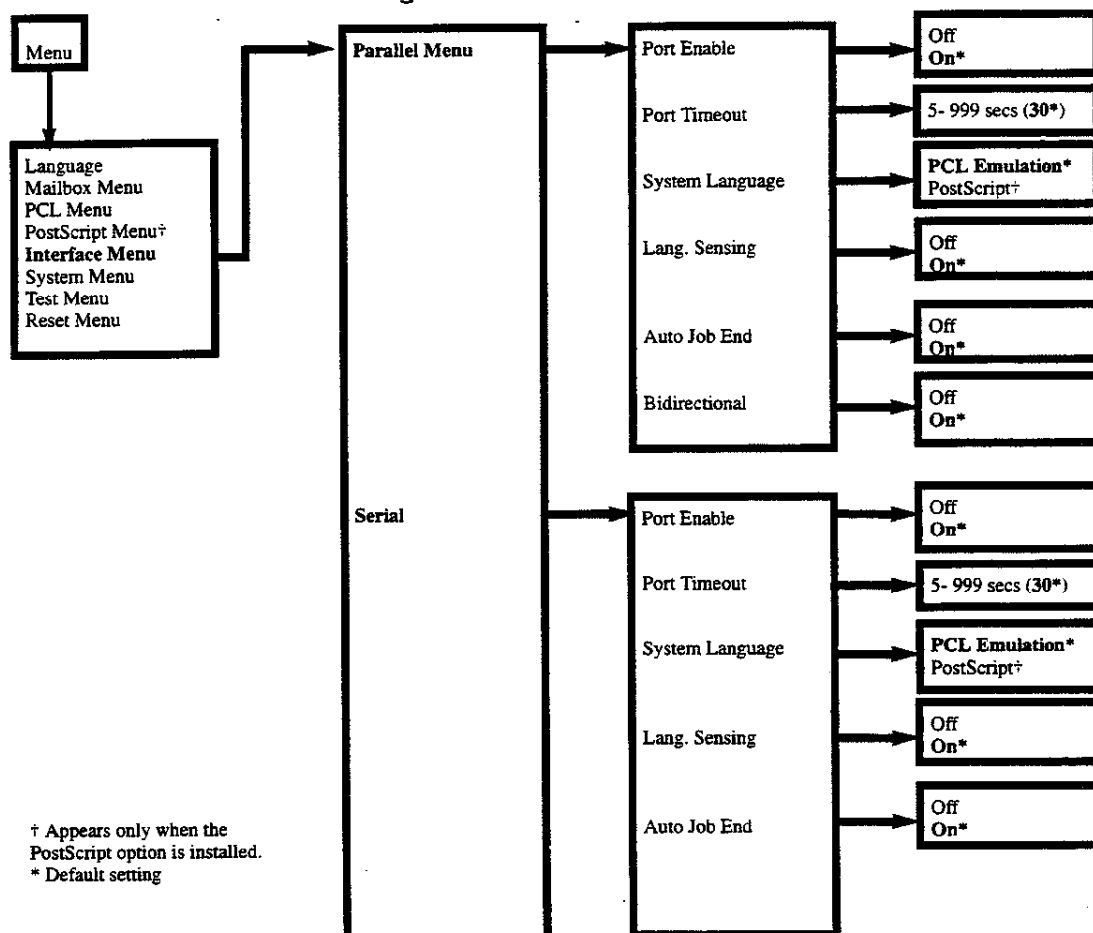 Menu
Language
Mailbox Menu
PCL Menu
PostScript Menu†
Interface Menu
System Menu
Test Menu
Reset Menu
Parallel Menu
Port Enable
Off
On*
Port Timeout
5- 999 secs (30*)
System Language
PCL Emulation*
PostScript†
Lang. Sensing
Off
On*
Auto Job End
Off
On*
Bidirectional
Off
On*
Serial
Port Enable
Off
On*
Port Timeout
5- 999 secs (30*)
System Language
PCL Emulation*
PostScript†
Lang. Sensing
Off
On*
Auto Job End
Off
On*
† Appears only when the
PostScript option is installed.
* Default setting